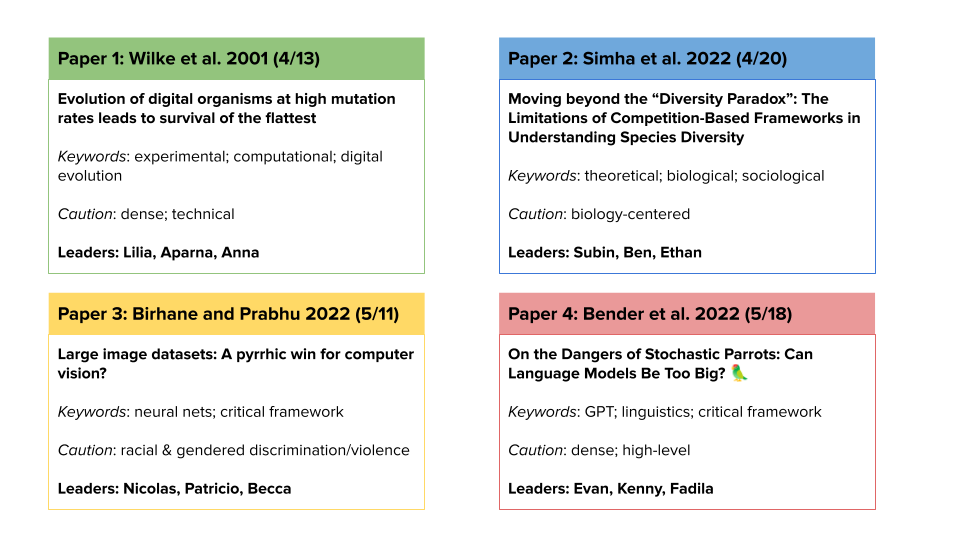 Paper 1: Wilke et al. 2001 (4/13)
Evolution of digital organisms at high mutation
rates leads to survival of the flattest
Keywords: experimental; computational; digital
evolution
Caution: dense; technical
Leaders: Lilia, Aparna, Anna
Paper 2: Simha et al. 2022 (4/20)
Moving beyond the “Diversity Paradox”: The
Limitations of Competition-Based Frameworks in
Understanding Species Diversity
Keywords: theoretical; biological; sociological
Caution: biology-centered
Leaders: Subin, Ben, Ethan
Paper 3: Birhane and Prabhu 2022 (5/11)
Large image datasets: A pyrrhic win for computer
vision?
Keywords: neural nets; critical framework
Caution: racial & gendered discrimination/violence
Leaders: Nicolas, Patricio, Becca
Paper 4: Bender et al. 2022 (5/18)
On the Dangers of Stochastic Parrots: Can
Language Models Be Too Big? 🦜
Keywords: GPT; linguistics; critical framework
Caution: dense; high-level
Leaders: Evan, Kenny, Fadila